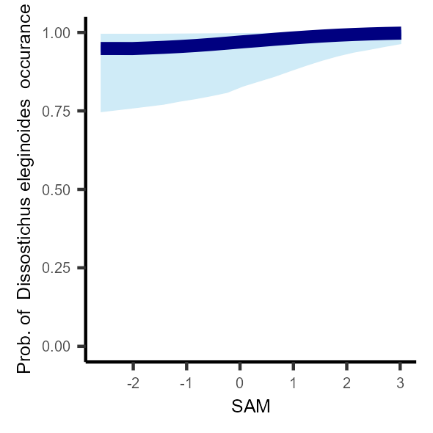 Prob. of Dissostichus eleginoides occurance
1.00
0.75
0.50
0.25
0.00
-2 -1 0 1 2 3
SAM